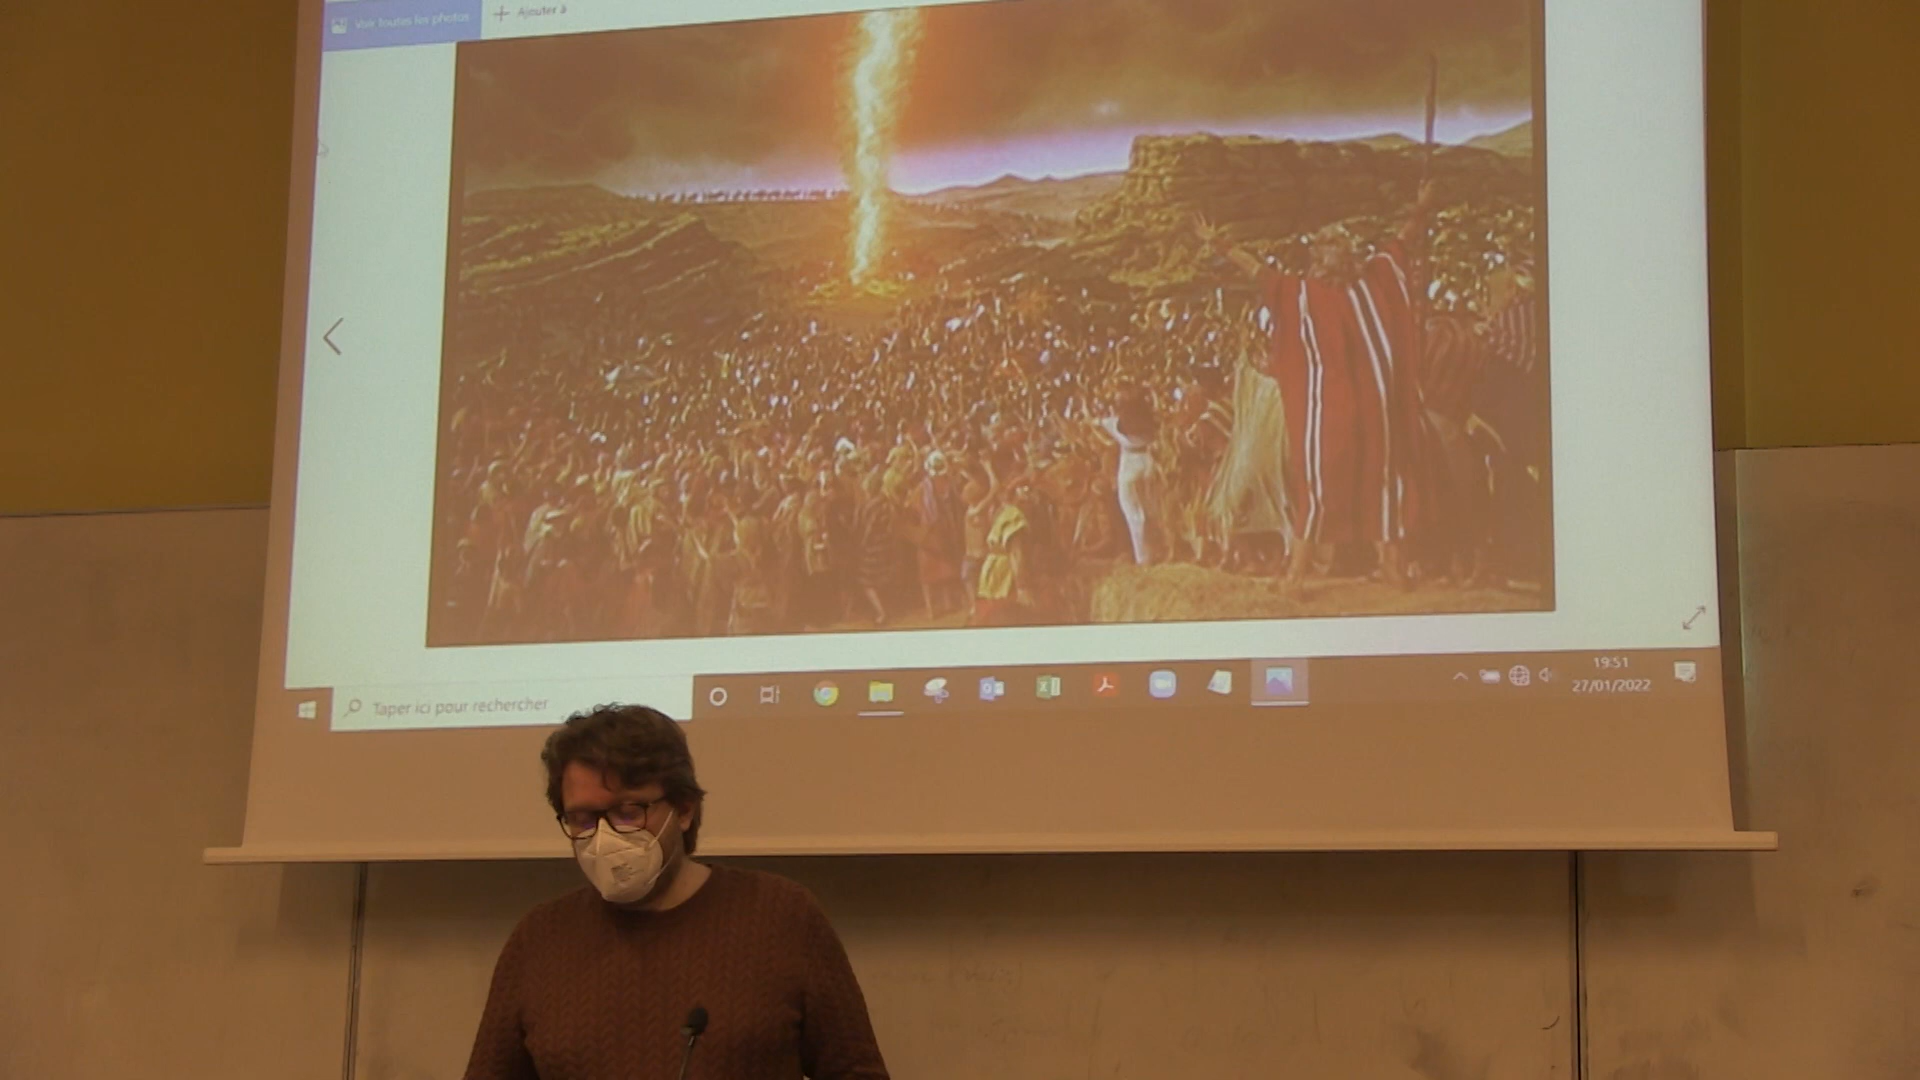 Voir toutes les photos
Ajouter à
Taper ici pour rechercher
19:51
27/01/2022